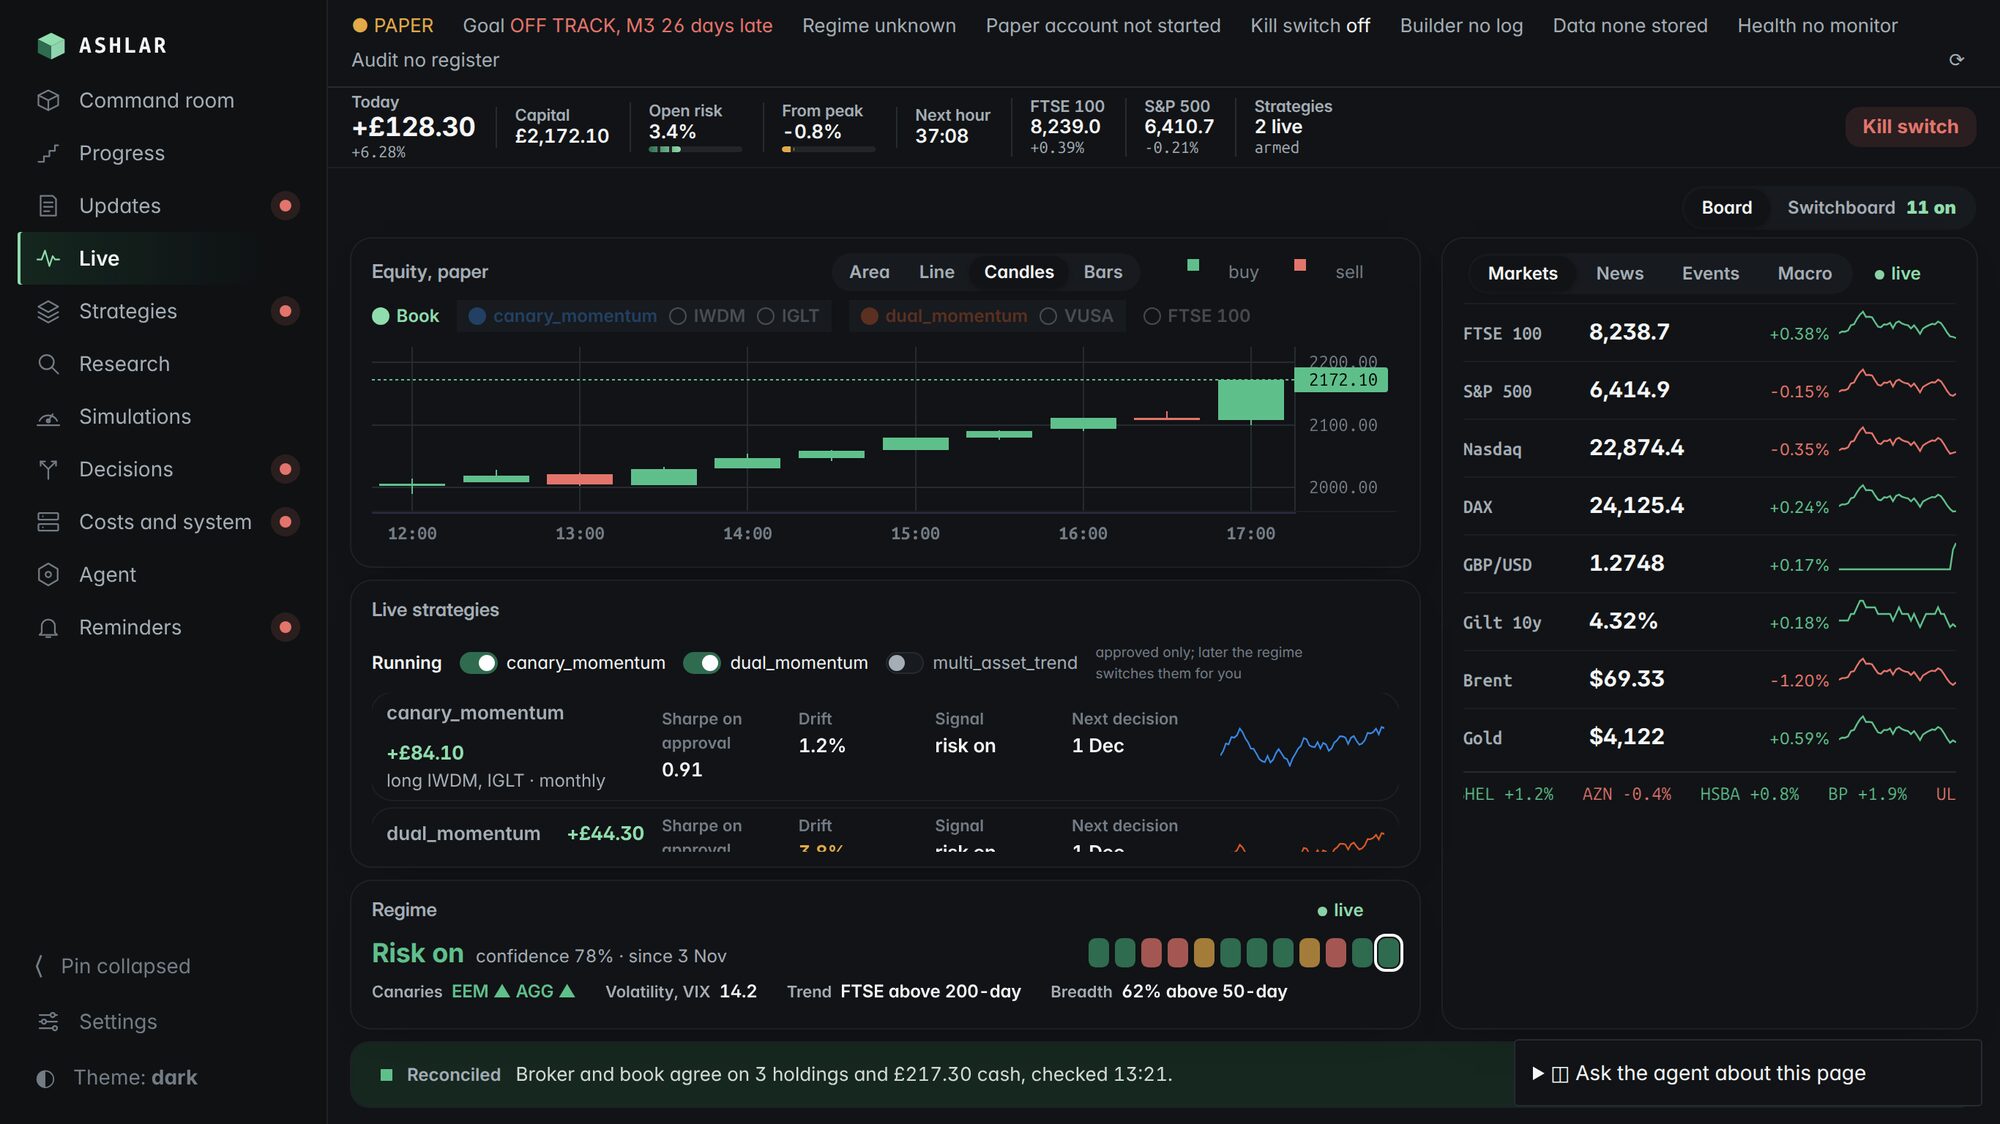 ASHLAR
Command room
Progress
Updates
Live
Strategies
Research
Simulations
Decisions
Costs and system
Agent
Reminders
Pin collapsed
Settings
Theme: dark
PAPER Goal OFF TRACK, M3 26 days late Regime unknown Paper account not started Kill switch off Builder no log Data none stored Health no monitor
Audit no register
Today
+£128.30
+6.28%
Capital
£2,172.10
Open risk
3.4%
From peak
-0.8%
Next hour
37:08
FTSE 100
8,239.0
+0.39%
S&P 500
6,410.7
-0.21%
Strategies
2 live
armed
Kill switch
Board Switchboard 11 on
Equity, paper
Area Line Candles Bars
buy sell
Book canary_momentum IWDM IGLT dual_momentum VUSA FTSE 100
2200.00
2172.10
2100.00
2000.00
12:00 13:00 14:00 15:00 16:00 17:00
Live strategies
Running canary_momentum dual_momentum multi_asset_trend
approved only; later the regime
switches them for you
canary_momentum
+£84.10
long IWDM, IGLT · monthly
Sharpe on
approval
0.91
Drift
1.2%
Signal
risk on
Next decision
1 Dec
dual_momentum +£44.30
Sharpe on
approval
Drift
3.8%
Signal
risk on
Next decision
1 Dec
Regime
live
Risk on confidence 78% · since 3 Nov
Canaries EEM ▲ AGG ▲ Volatility, VIX 14.2 Trend FTSE above 200-day Breadth 62% above 50-day
Reconciled Broker and book agree on 3 holdings and £217.30 cash, checked 13:21.
Markets News Events Macro live
FTSE 100 8,238.7 +0.38%
S&P 500 6,414.9 -0.15%
Nasdaq 22,874.4 -0.35%
DAX 24,125.4 +0.24%
GBP/USD 1.2748 +0.17%
Gilt 10y 4.32% +0.18%
Brent $69.33 -1.20%
Gold $4,122 +0.59%
HEL +1.2% AZN -0.4% HSBA +0.8% BP +1.9% UL
Ask the agent about this page